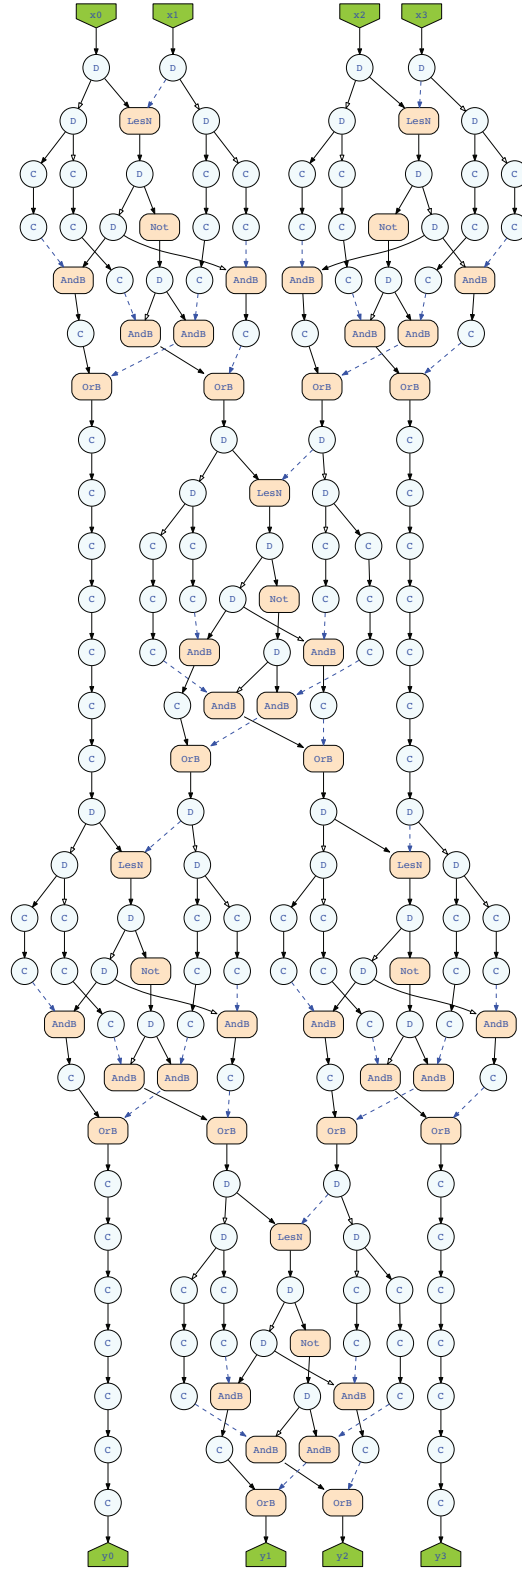 x0 x1 x2 x3
D D D D
D LesN D D LesN D
C C D C C C C D C C
C C D Not C C C C Not D C C
AndB C D C AndB AndB C D C AndB
C AndB AndB C C AndB AndB C
OrB OrB OrB OrB
C D D C
C D LesN D C
C C C D C C C
C C C D Not C C C
C C AndB D AndB C C
C C AndB AndB C C
C OrB OrB C
D D D D
D LesN D D LesN D
C C D C C C C D C C
C C D Not C C C C D Not C C
AndB C D C AndB AndB C D C AndB
C AndB AndB C C AndB AndB C
OrB OrB OrB OrB
C D D C
C D LesN D C
C C C D C C C
C C C D Not C C C
C C AndB D AndB C C
C C AndB AndB C C
C OrB OrB C
y0 y1 y2 y3